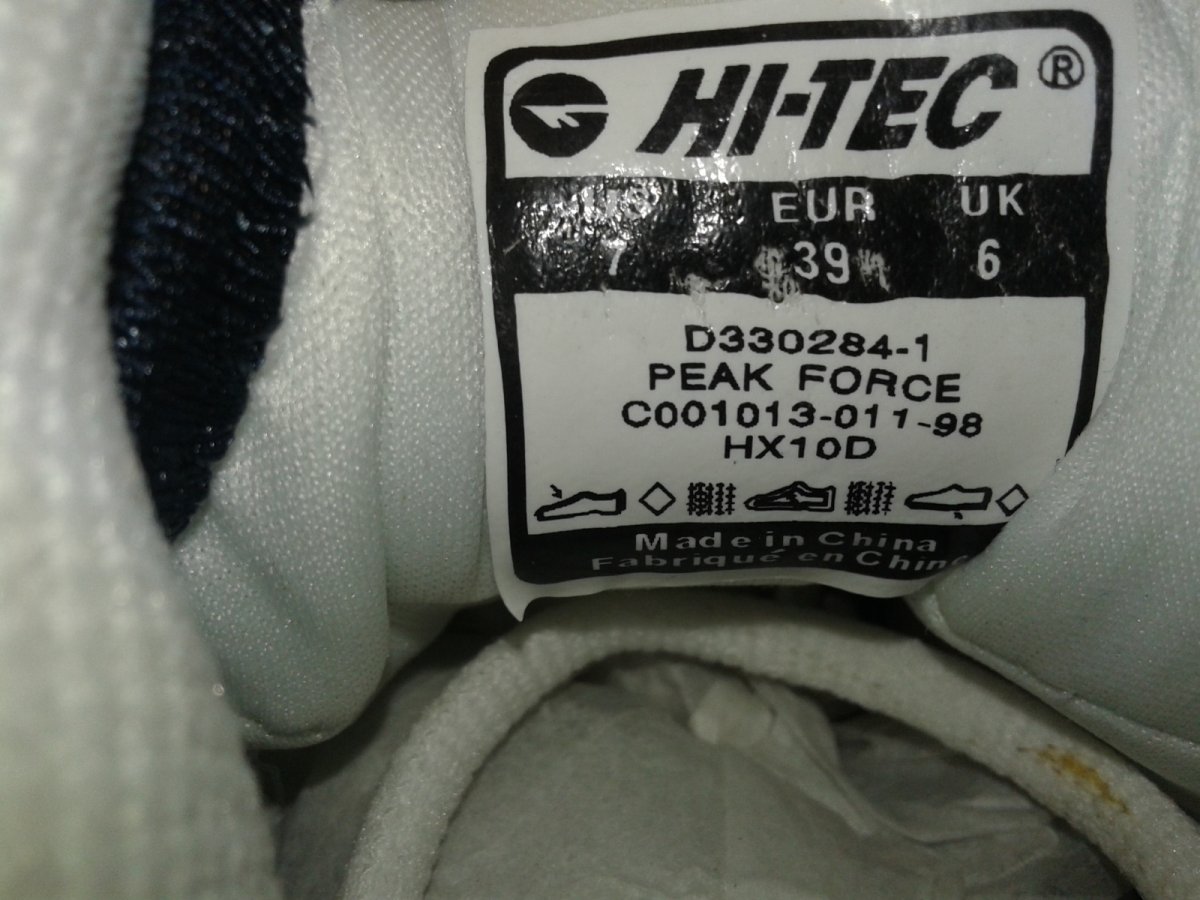 HI-TEC ®
US EUR UK
7 39 6
D330284-1
PEAK FORCE
C001013-011-98
HX10D
Made in China
Fabriqué en Chine